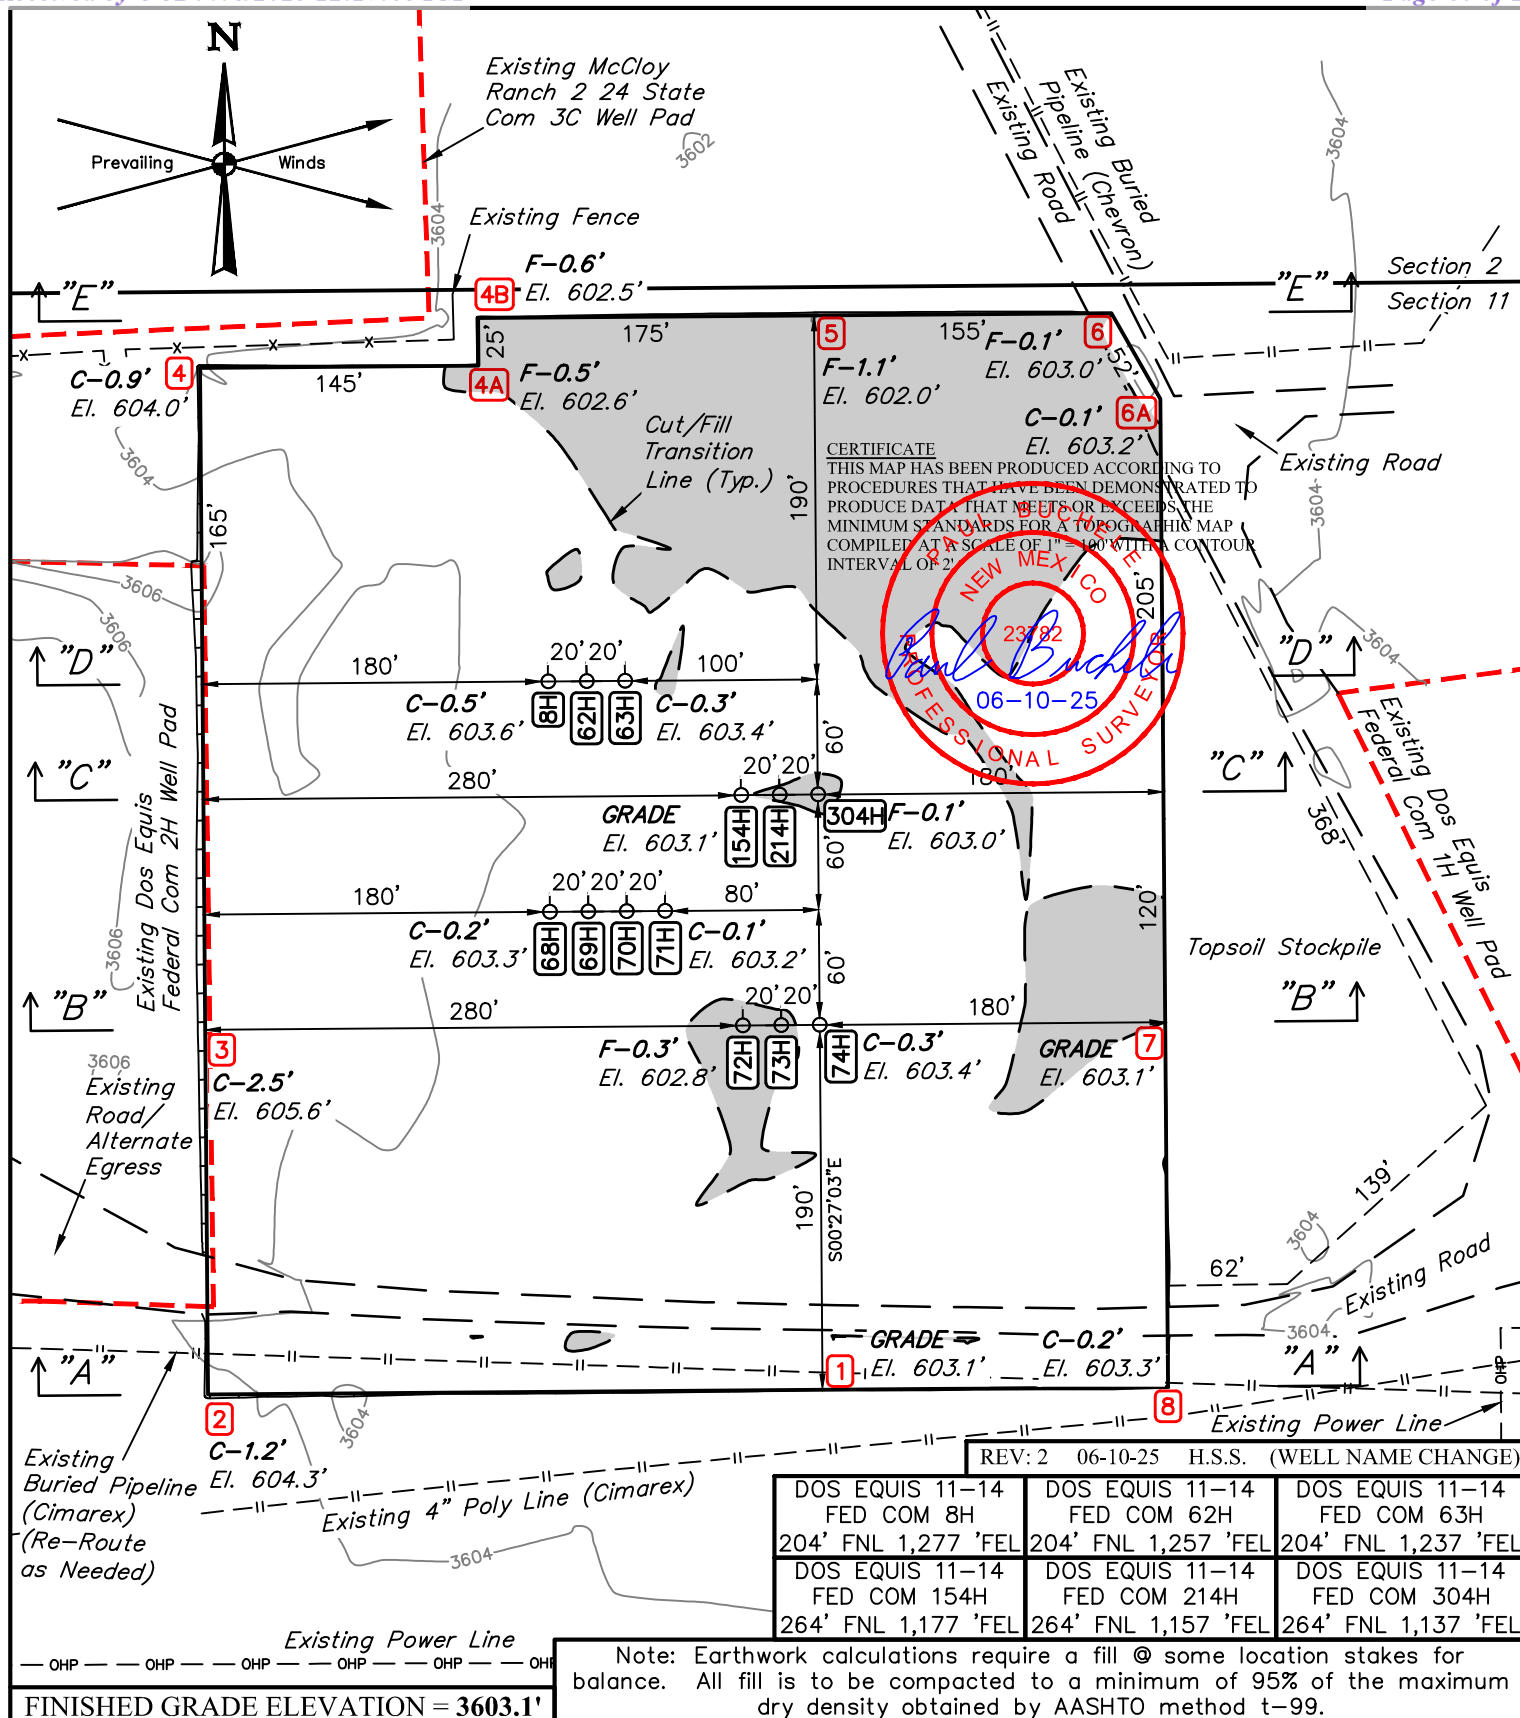 N
Prevailing Winds
Existing McCloy
Ranch 2 24 State
Com 3C Well Pad
3602
3604
Existing Fence
Existing Buried
Pipeline (Chevron)
Existing Road
3604
"E"
F-0.6'
4B El. 602.5'
"E"
Section 2
Section 11
25'
175'
5
155'
F-0.1'
El. 603.0'
6
52'
4
C-0.9'
El. 604.0'
145'
4A
F-0.5'
El. 602.6'
F-1.1'
El. 602.0'
C-0.1'
El. 603.2'
6A
Cut/Fill
Transition
Line (Typ.)
Existing Road
3604
3604
165'
190'
CERTIFICATE
THIS MAP HAS BEEN PRODUCED ACCORDING TO
PROCEDURES THAT HAVE BEEN DEMONSTRATED TO
PRODUCE DATA THAT MEETS OR EXCEEDS THE
MINIMUM STANDARDS FOR A TOPOGRAPHIC MAP
COMPILED AT A SCALE OF 1" = 100' WITH A CONTOUR
INTERVAL OF 2'
PAUL BUCHELE
NEW MEXICO
23782
PROFESSIONAL SURVEYOR
Paul Buchele
06-10-25
205'
3606
3606
3604
"D"
180'
20' 20'
100'
"D"
C-0.5'
El. 603.6'
8H
62H
63H
C-0.3'
El. 603.4'
60'
"C"
280'
20' 20'
180'
"C"
GRADE
El. 603.1'
154H
214H
304H
F-0.1'
El. 603.0'
60'
368'
Existing Dos Equis
Federal Com 2H Well Pad
Existing Dos Equis
Federal Com 1H Well Pad
180'
20' 20' 20'
80'
120'
C-0.2'
El. 603.3'
68H
69H
70H
71H
C-0.1'
El. 603.2'
60'
3606
Topsoil Stockpile
"B"
280'
20' 20'
180'
"B"
3
C-2.5'
El. 605.6'
F-0.3'
El. 602.8'
72H
73H
74H
C-0.3'
El. 603.4'
GRADE
El. 603.1'
7
3606
Existing
Road/
Alternate
Egress
190'
S00°27'03"E
139'
62'
3604
Existing Road
3604
"A"
1
GRADE
El. 603.1'
C-0.2'
El. 603.3'
"A"
OHP
8
2
C-1.2'
El. 604.3'
3604
Existing Power Line
Existing
Buried Pipeline
(Cimarex)
(Re-Route
as Needed)
Existing 4" Poly Line (Cimarex)
3604
REV: 2 06-10-25 H.S.S. (WELL NAME CHANGE)
DOS EQUIS 11-14
FED COM 8H
204' FNL 1,277 'FEL
DOS EQUIS 11-14
FED COM 62H
204' FNL 1,257 'FEL
DOS EQUIS 11-14
FED COM 63H
204' FNL 1,237 'FEL
DOS EQUIS 11-14
FED COM 154H
264' FNL 1,177 'FEL
DOS EQUIS 11-14
FED COM 214H
264' FNL 1,157 'FEL
DOS EQUIS 11-14
FED COM 304H
264' FNL 1,137 'FEL
Existing Power Line
OHP OHP OHP OHP OHP OHP
Note: Earthwork calculations require a fill @ some location stakes for
balance. All fill is to be compacted to a minimum of 95% of the maximum
dry density obtained by AASHTO method t-99.
FINISHED GRADE ELEVATION = 3603.1'